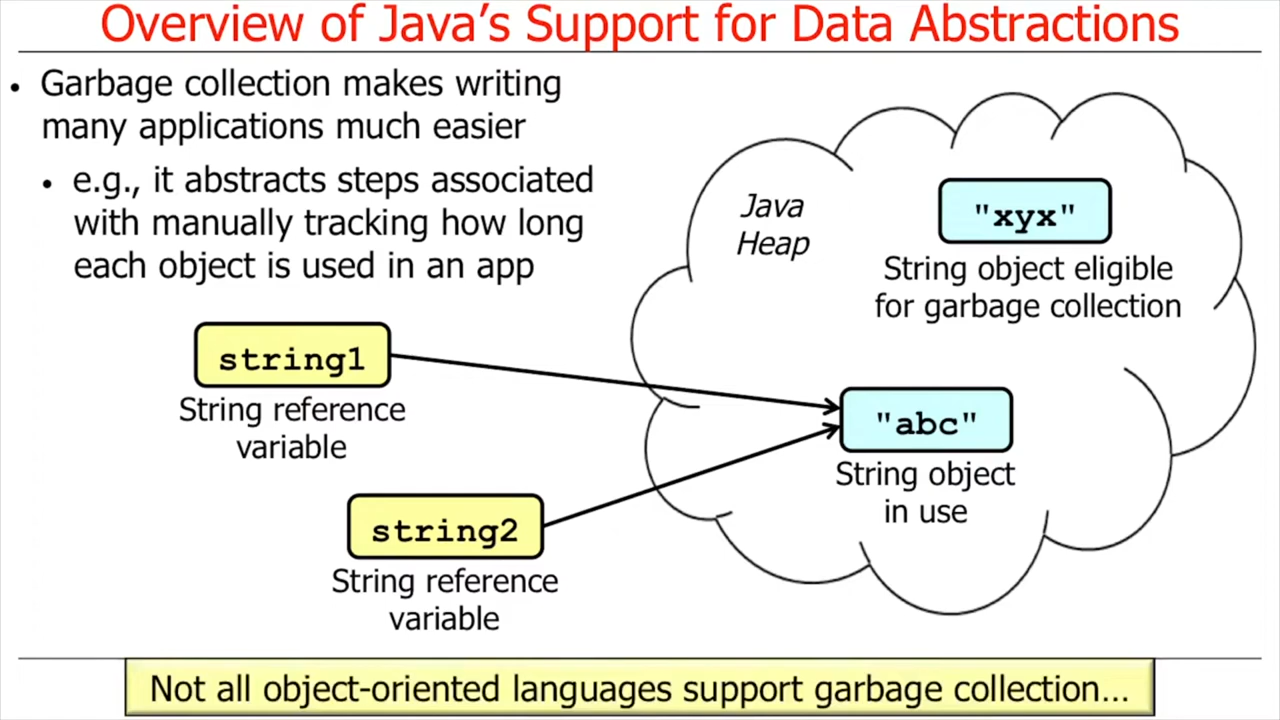 Overview of Java's Support for Data Abstractions
• Garbage collection makes writing
many applications much easier
• e.g., it abstracts steps associated
with manually tracking how long
each object is used in an app
Java
Heap
"xyx"
String object eligible
for garbage collection
string1
String reference
variable
"abc"
String object
in use
string2
String reference
variable
Not all object-oriented languages support garbage collection…